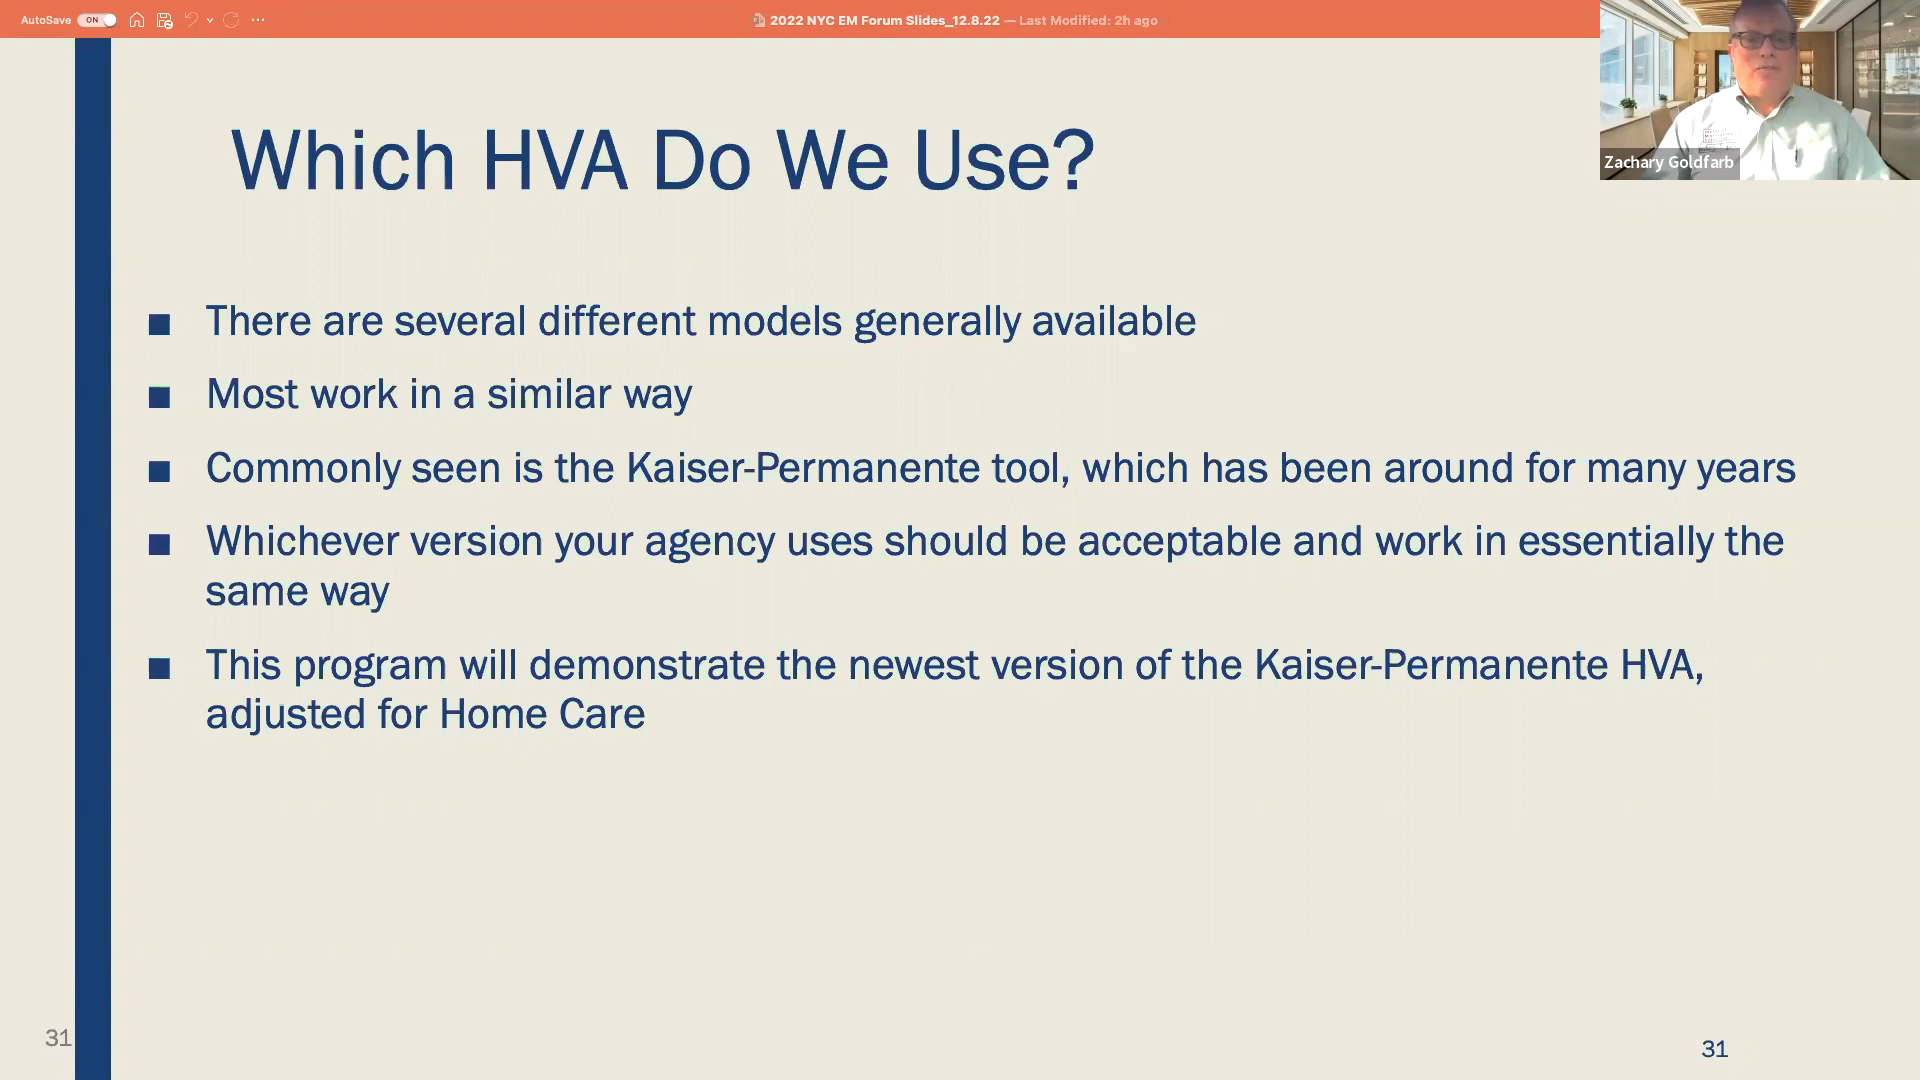 AutoSave ON 2022 NYC EM Forum Slides_12.8.22 — Last Modified: 2h ago
Zachary Goldfarb
Which HVA Do We Use?
■ There are several different models generally available
■ Most work in a similar way
■ Commonly seen is the Kaiser-Permanente tool, which has been around for many years
■ Whichever version your agency uses should be acceptable and work in essentially the
same way
■ This program will demonstrate the newest version of the Kaiser-Permanente HVA,
adjusted for Home Care
31
31